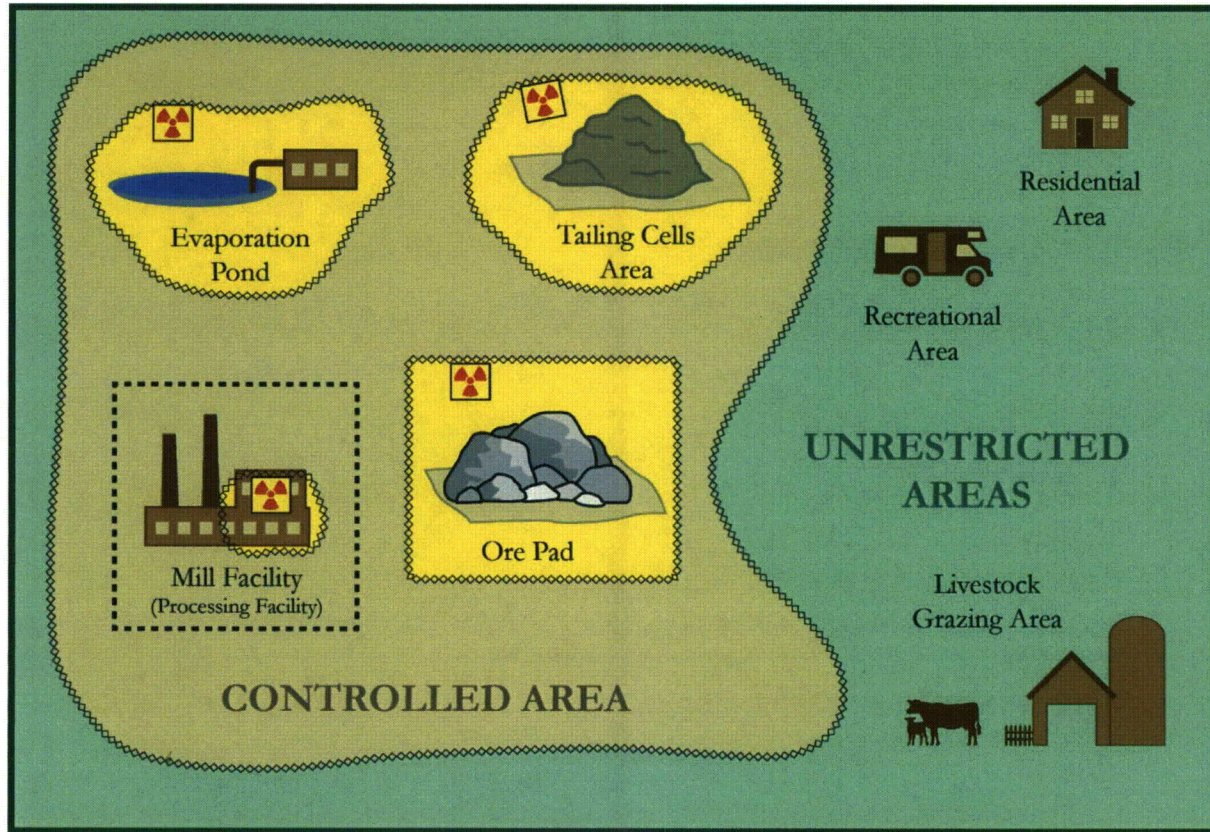 Evaporation
Pond
Tailing Cells
Area
Residential
Area
Recreational
Area
Mill Facility
(Processing Facility)
Ore Pad
UNRESTRICTED
AREAS
Livestock
Grazing Area
CONTROLLED AREA